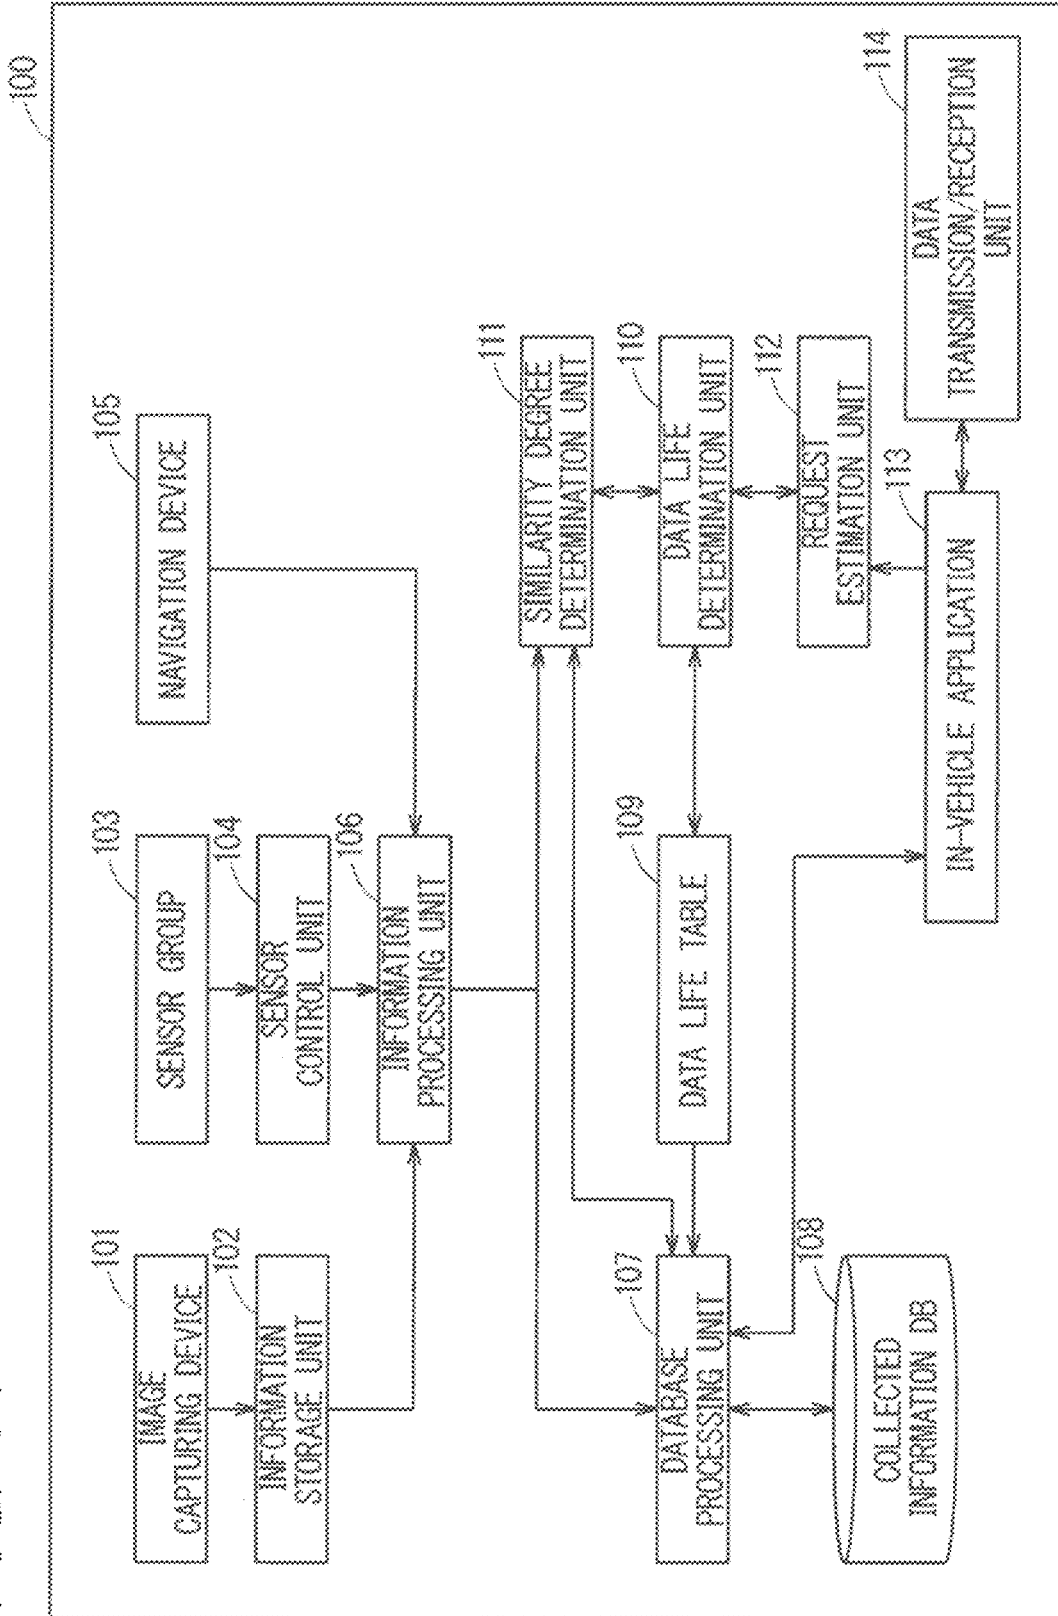 100
101
IMAGE
CAPTURING DEVICE
102
INFORMATION
STORAGE UNIT
103
SENSOR GROUP
104
SENSOR
CONTROL UNIT
105
NAVIGATION DEVICE
106
INFORMATION
PROCESSING UNIT
107
DATABASE
PROCESSING UNIT
108
COLLECTED
INFORMATION DB
109
DATA LIFE TABLE
111
SIMILARITY DEGREE
DETERMINATION UNIT
110
DATA LIFE
DETERMINATION UNIT
112
REQUEST
ESTIMATION UNIT
113
IN-VEHICLE APPLICATION
114
DATA
TRANSMISSION/RECEPTION
UNIT